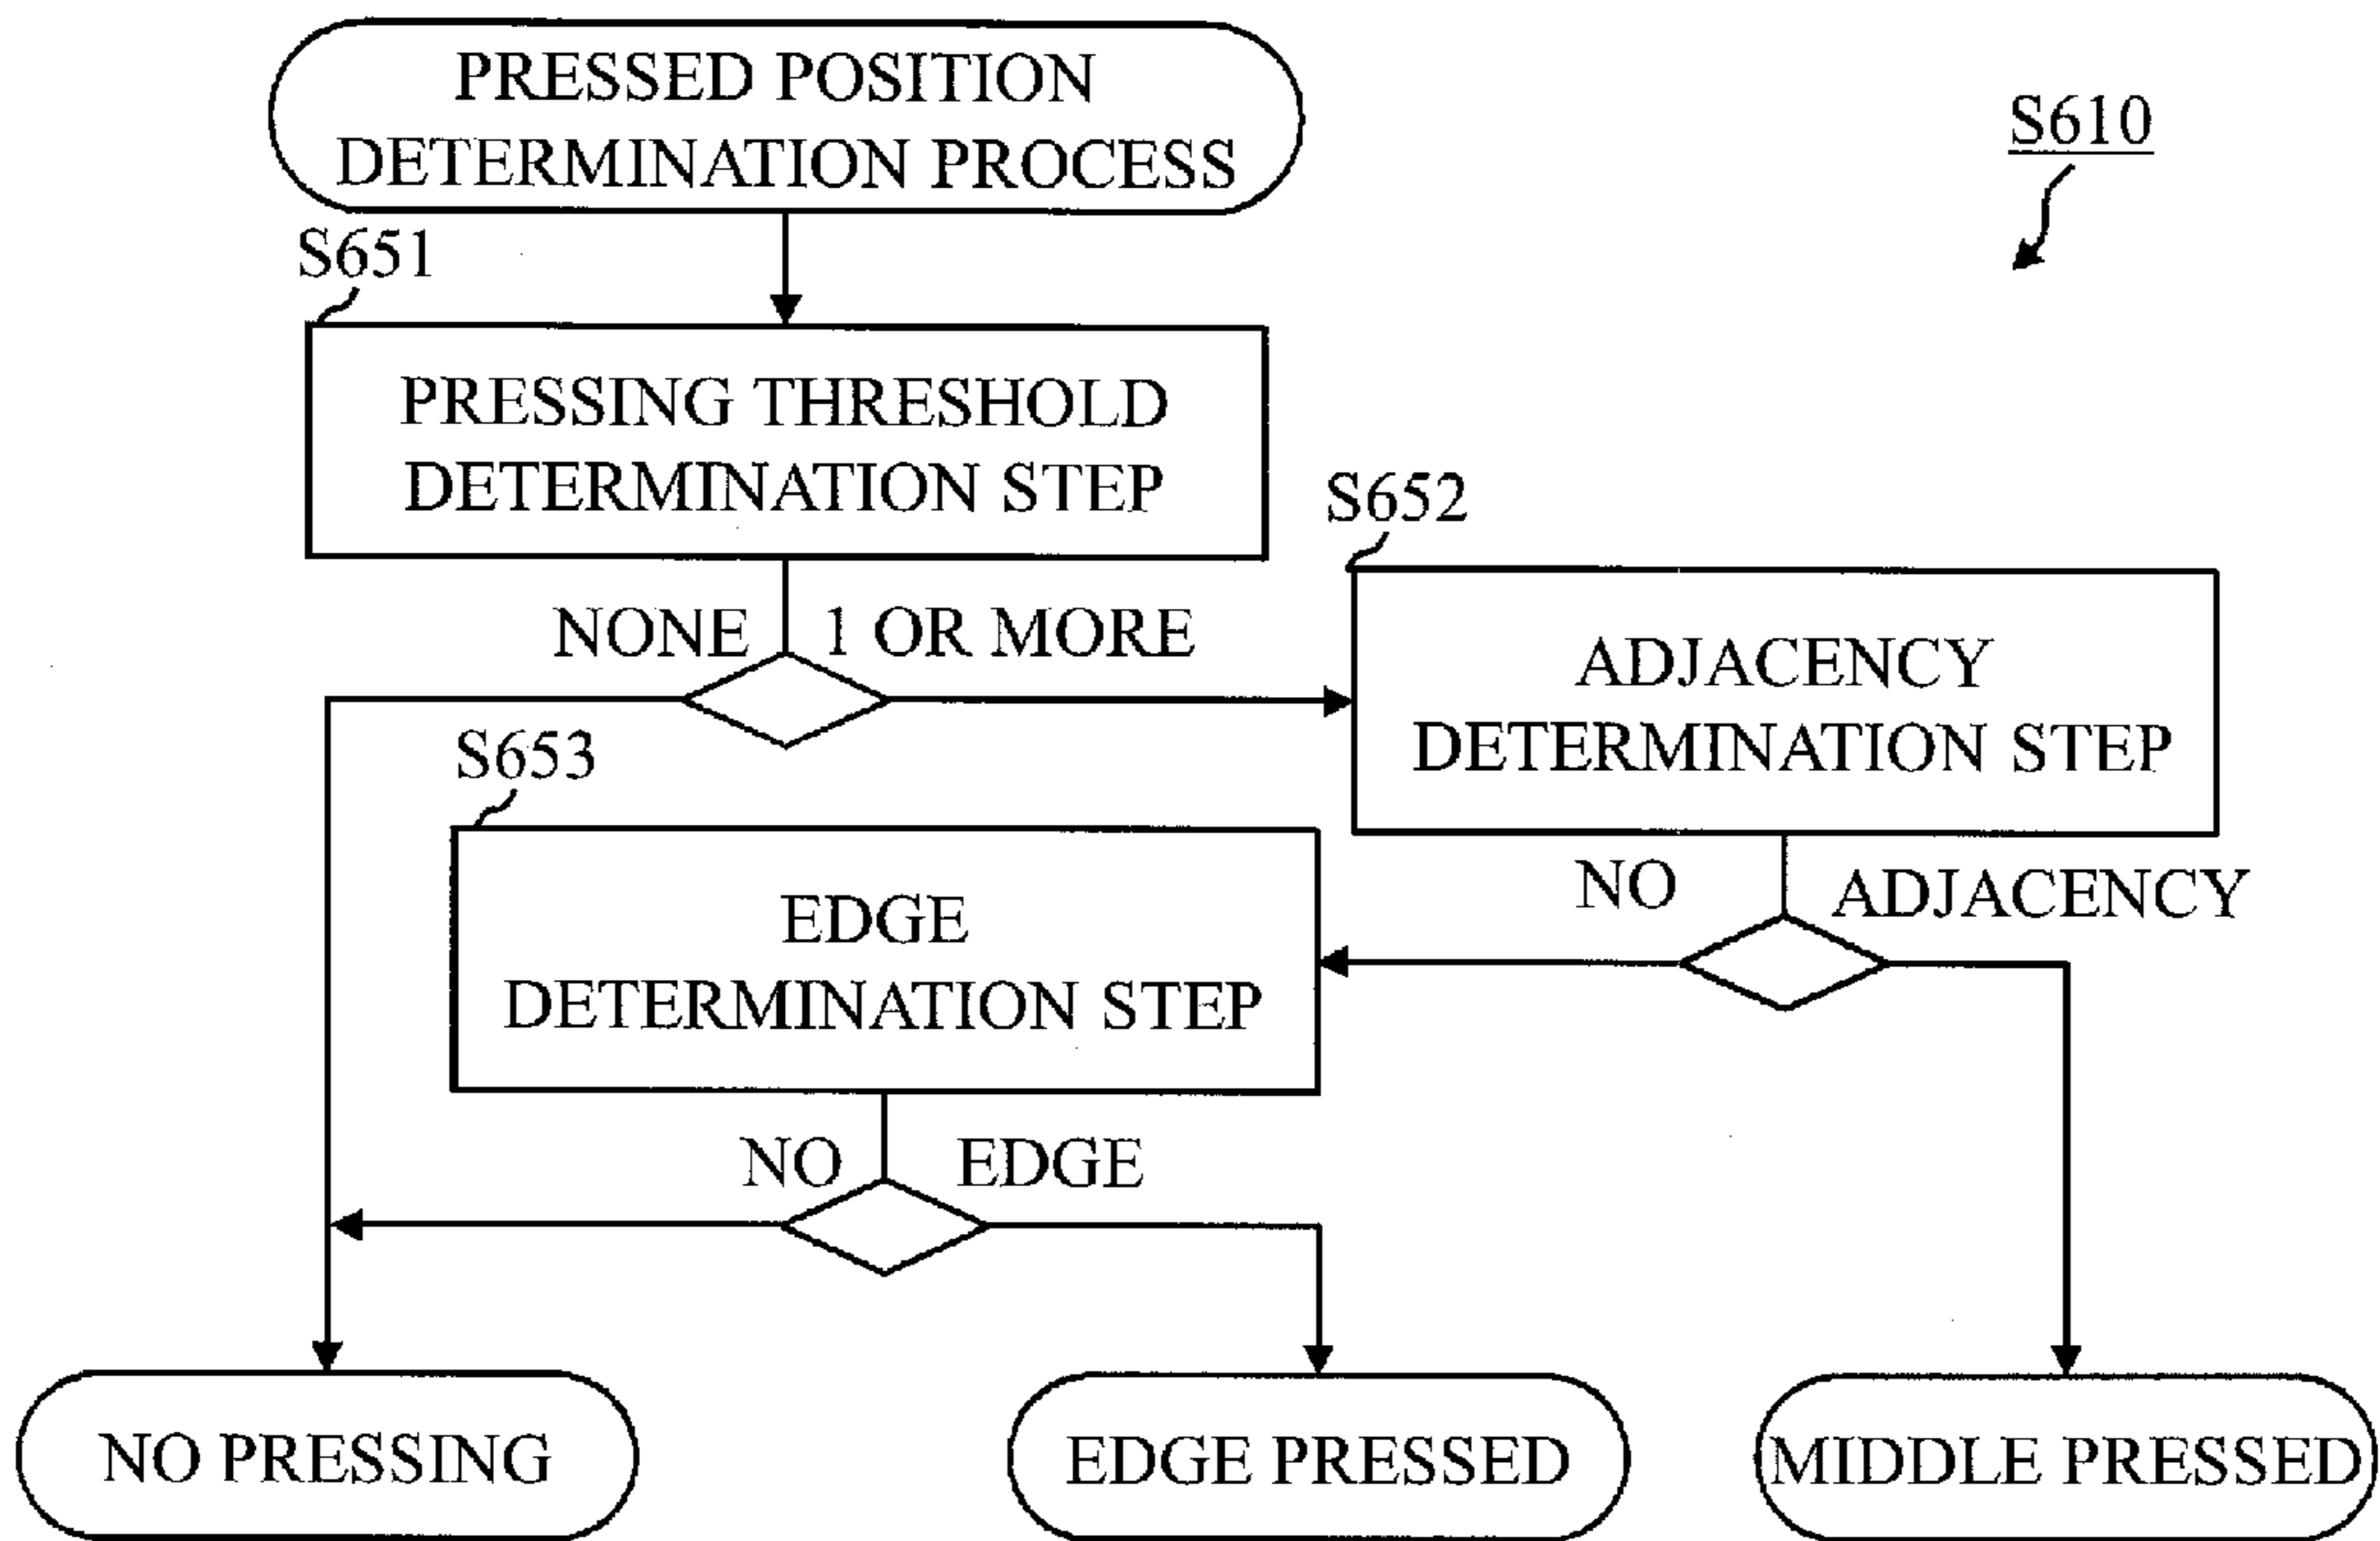 PRESSED POSITION
DETERMINATION PROCESS
S610
S651
PRESSING THRESHOLD
DETERMINATION STEP
S652
NONE
1 OR MORE
ADJACENCY
DETERMINATION STEP
S653
EDGE
DETERMINATION STEP
NO
ADJACENCY
NO
EDGE
NO PRESSING
EDGE PRESSED
MIDDLE PRESSED